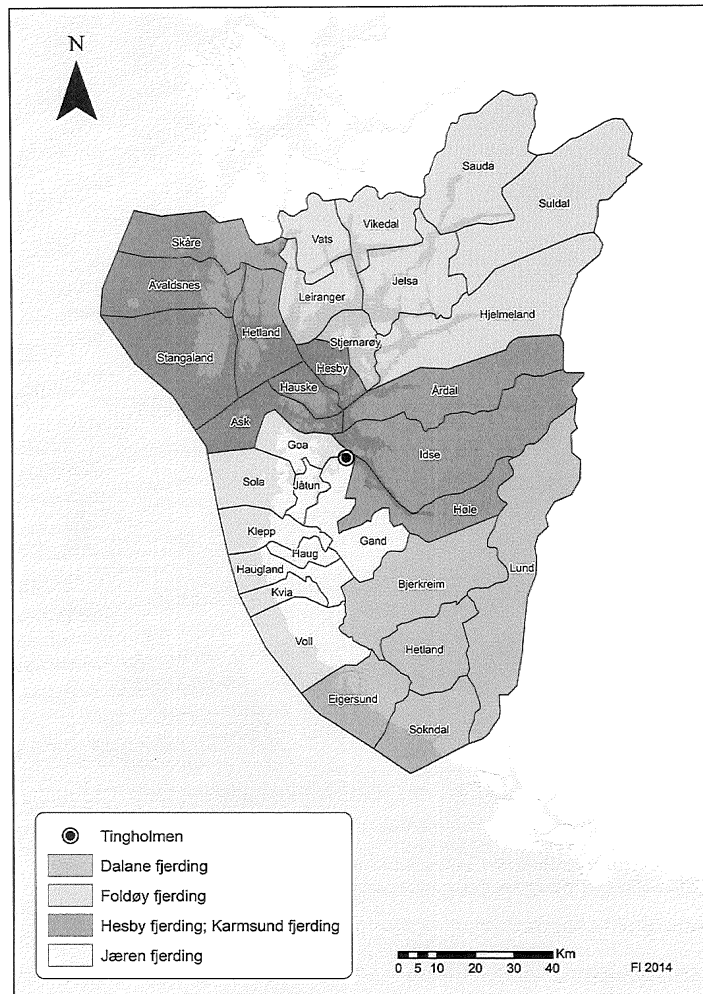 N
Sauda
Suldal
Vikedal
Vats
Skåre
Jelsa
Avaldsnes
Leiranger
Hjelmeland
Hetland
Stjernarøy
Stangaland
Hesby
Hauske
Årdal
Ask
Goa
Idse
Sola
Jåtun
Høle
Klepp
Gand
Haug
Lund
Haugland
Bjerkreim
Kvia
Voll
Hetland
Eigersund
Sokndal
Tingholmen
Dalane fjerding
Foldøy fjerding
Hesby fjerding; Karmsund fjerding
Jæren fjerding
Km
0 5 10 20 30 40
FI 2014